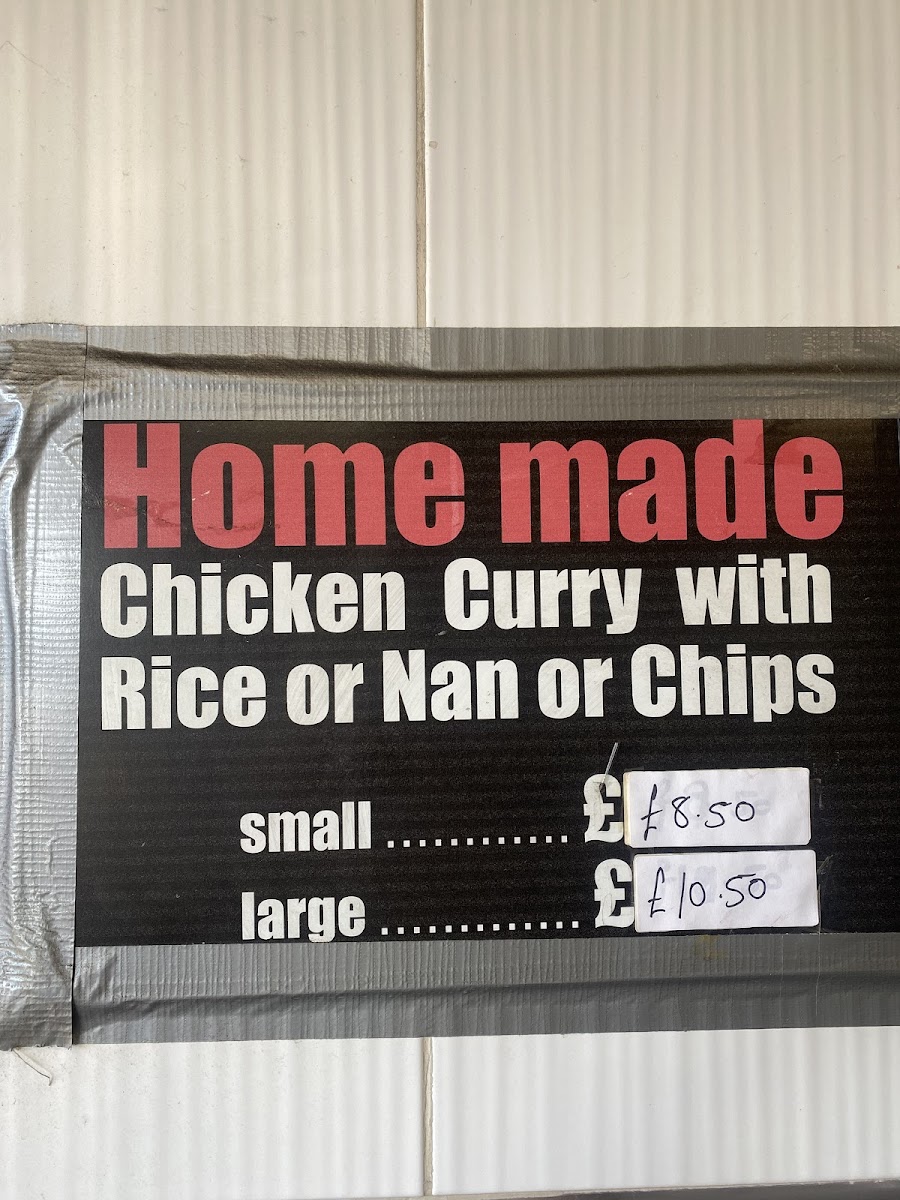 Home made
Chicken Curry with
Rice or Nan or Chips
small ............ £ £8.50
large ............. £ £10.50